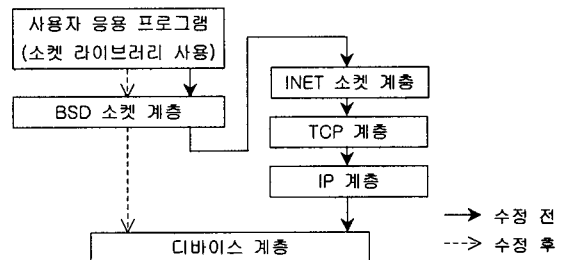 사용자 응용 프로그램
(소켓 라이브러리 사용)
INET 소켓 계층
BSD 소켓 계층
TCP 계층
IP 계층
수정 전
디바이스 계층
수정 후